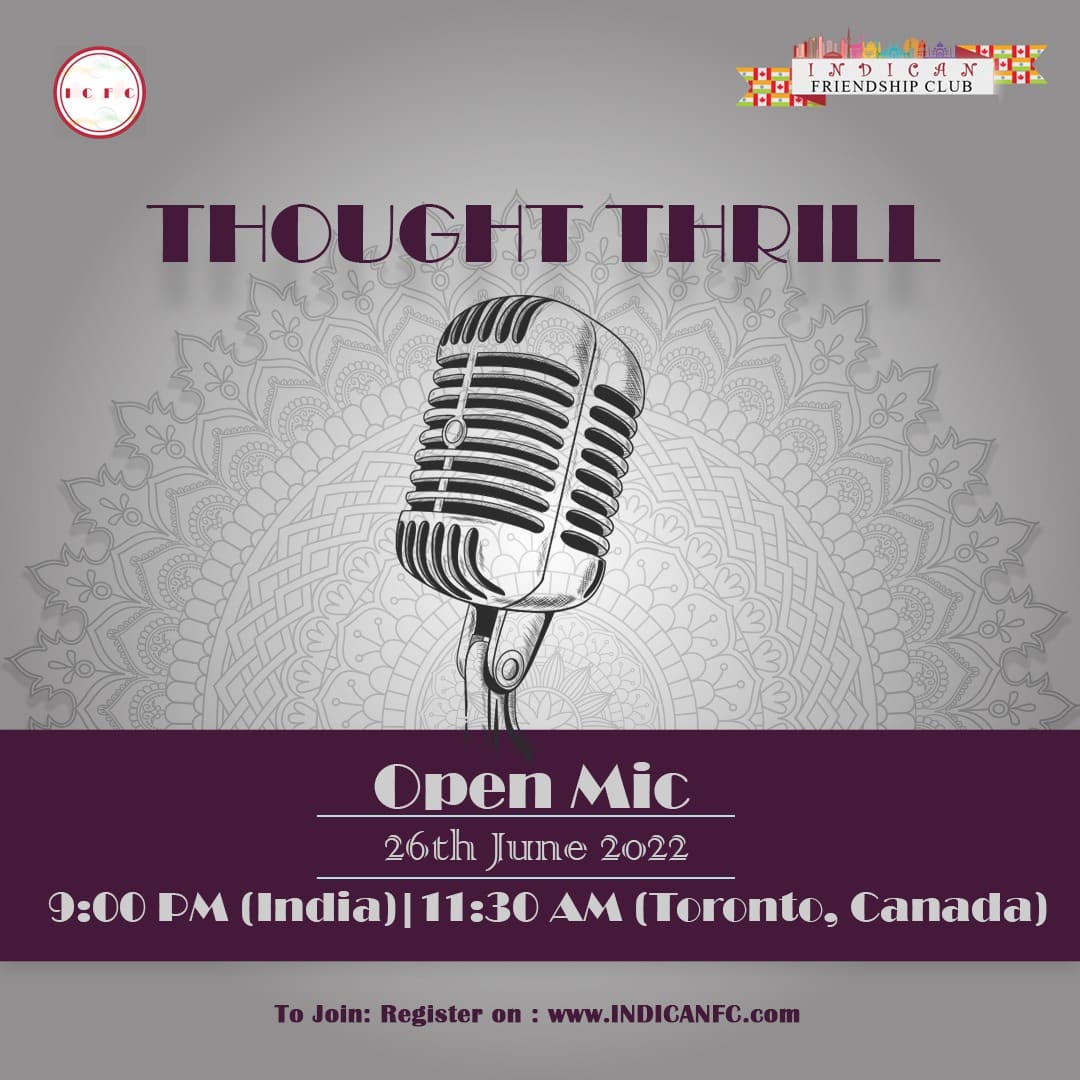 I C F C
INDICAN
FRIENDSHIP CLUB
THOUGHT THRILL
Open Mic
26th June 2022
9:00 PM (India)|11:30 AM (Toronto, Canada)
To Join: Register on : www.INDICANFC.com